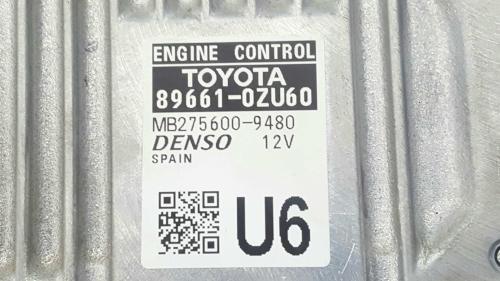 ENGINE CONTROL
TOYOTA
89661-0ZU60
MB275600-9480
DENSO 12V
SPAIN
U6